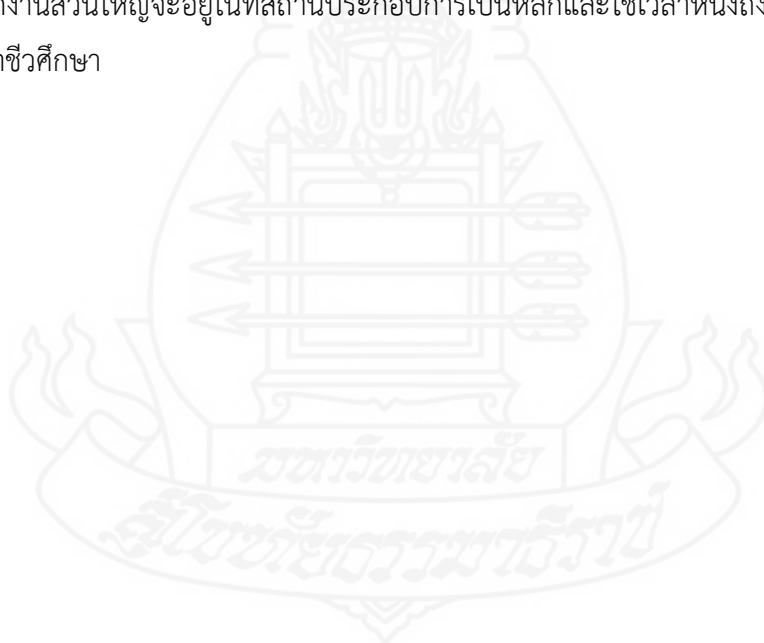 งานส่วนใหญ่จะอยู่ในที่สถานประกอบการเป็นหลักและใช้เวลาหนึ่งถึง
ชีวศึกษา
มหาวิทยาลัย
สุโขทัยธรรมาธิราช